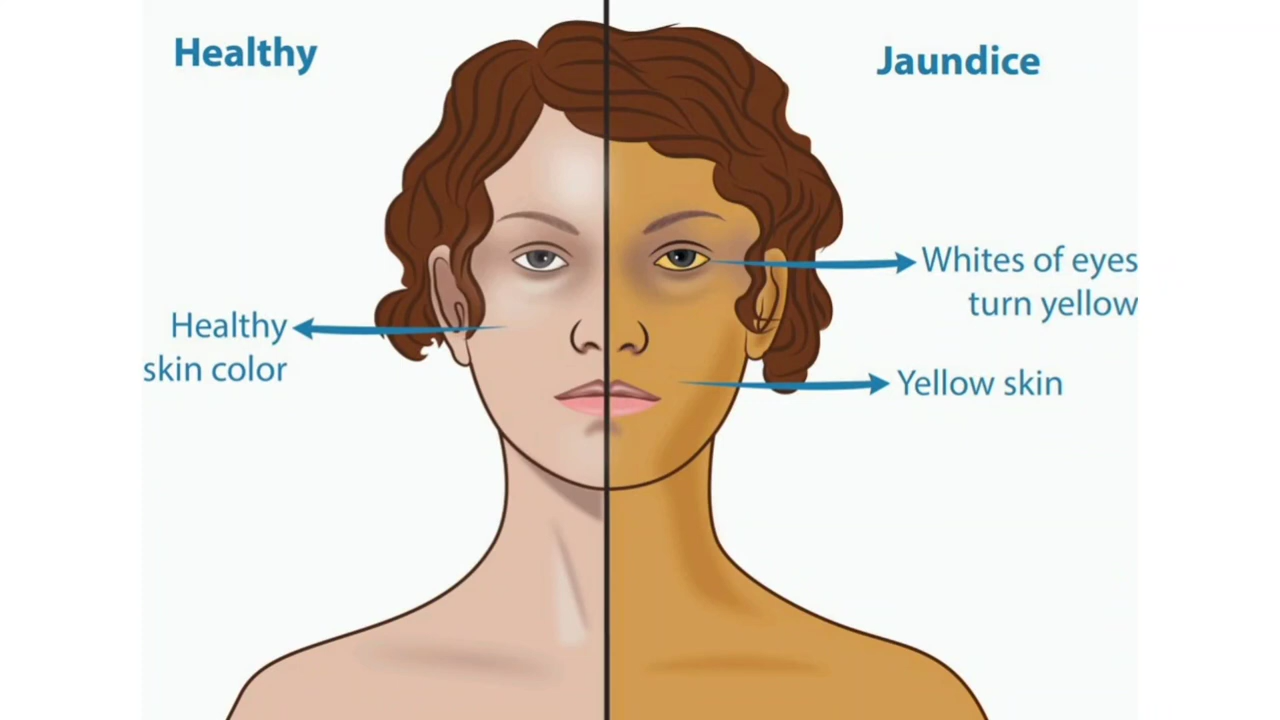 Healthy
Jaundice
Whites of eyes
turn yellow
Healthy
skin color
Yellow skin